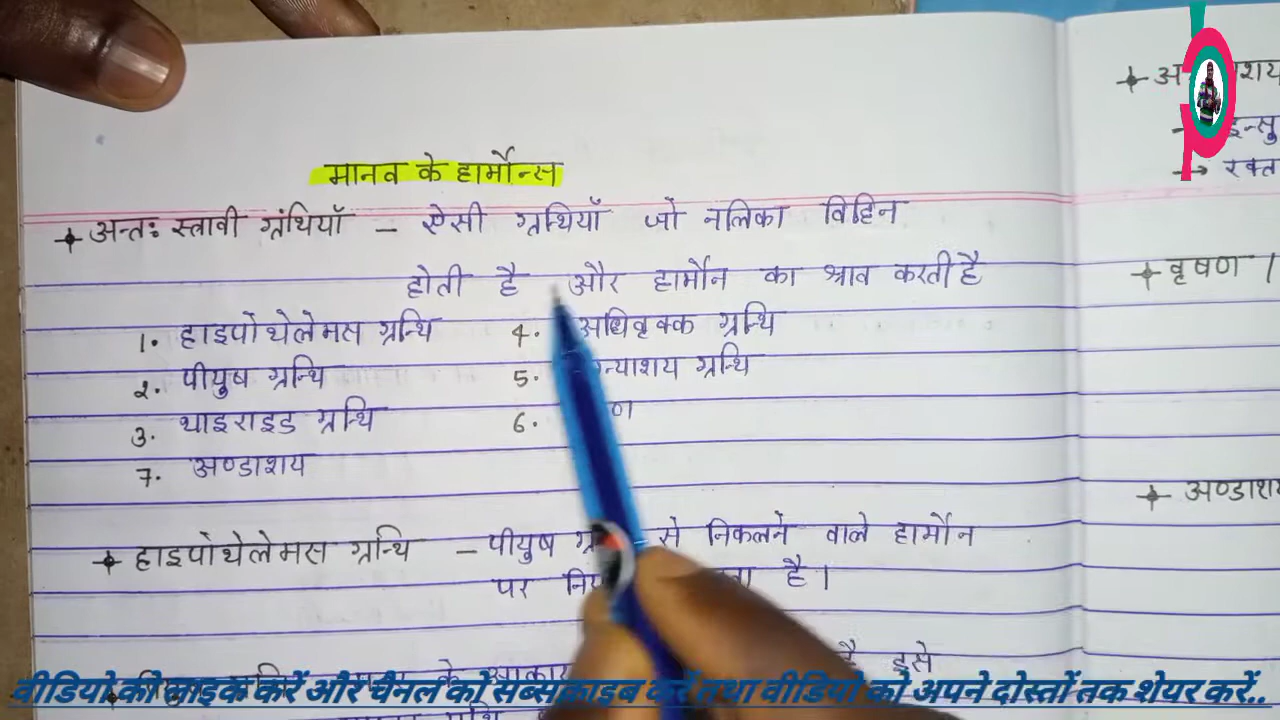 मानव के हार्मोन्स
अन्तः स्त्रावी ग्रंथियाँ – ऐसी ग्रथियाँ जो नलिका विहिन
होती है और हार्मोन का श्राव करती है
1. हाइपोथेलेमस ग्रन्थि 4. अधिवृक्क ग्रन्थि
2. पीयुष ग्रन्थि 5. ग्रन्थि
3. थाइराइड ग्रन्थि 6.
7. अण्डाशय
हाइपोथेलेमस ग्रन्थि – पीयुष से निकलने वाले हार्मोन
पर है।
है इसे
रक्त
वृषण।
अण्डाशय
वीडियो को लाइक करें और चैनल को सब्सक्राइब करें तथा वीडियो को अपने दोस्तों तक शेयर करें..